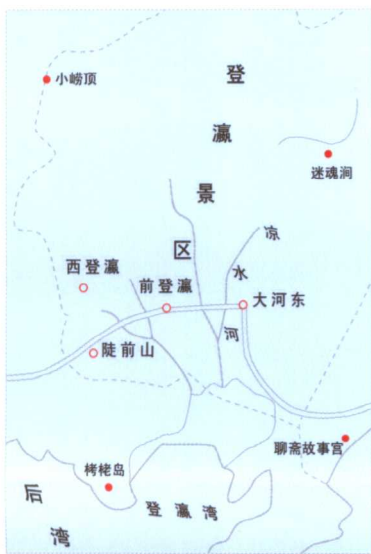 登瀛景区
小崂顶
迷魂涧
凉水河
西登瀛
前登瀛
大河东
陡前山
聊斋故事宫
栲栳岛
登瀛湾
后湾